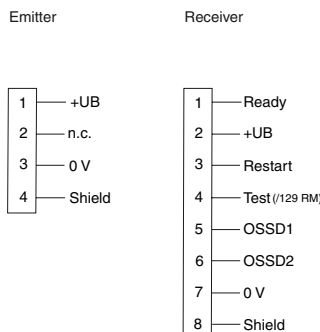 Emitter
Receiver
1 +UB
2 n.c.
3 0 V
4 Shield
1 Ready
2 +UB
3 Restart
4 Test (/129 RM)
5 OSSD1
6 OSSD2
7 0 V
8 Shield